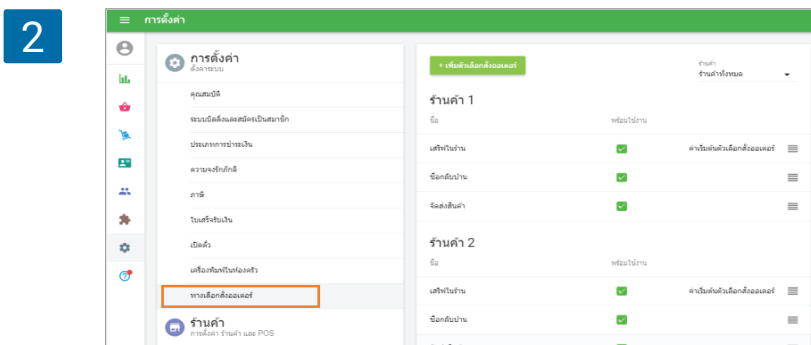 2
การตั้งค่า
การตั้งค่า
ตั้งค่าระบบ
คุณสมบัติ
ระบบบิลลิ่งและสมัครเป็นสมาชิก
ประเภทการชำระเงิน
ความจงรักภักดี
ภาษี
ใบเสร็จรับเงิน
เปิดตั๋ว
เครื่องพิมพ์ในห้องครัว
ทางเลือกสั่งออเดอร์
ร้านค้า
การตั้งค่า ร้านค้า และ POS
+ เพิ่มตัวเลือกสั่งออเดอร์
ร้านค้า
ร้านค้าทั้งหมด
ร้านค้า 1
ชื่อ พร้อมใช้งาน
เสริฟในร้าน ค่าเริ่มต้นตัวเลือกสั่งออเดอร์
ซื้อกลับบ้าน
จัดส่งสินค้า
ร้านค้า 2
ชื่อ พร้อมใช้งาน
เสริฟในร้าน ค่าเริ่มต้นตัวเลือกสั่งออเดอร์
ซื้อกลับบ้าน